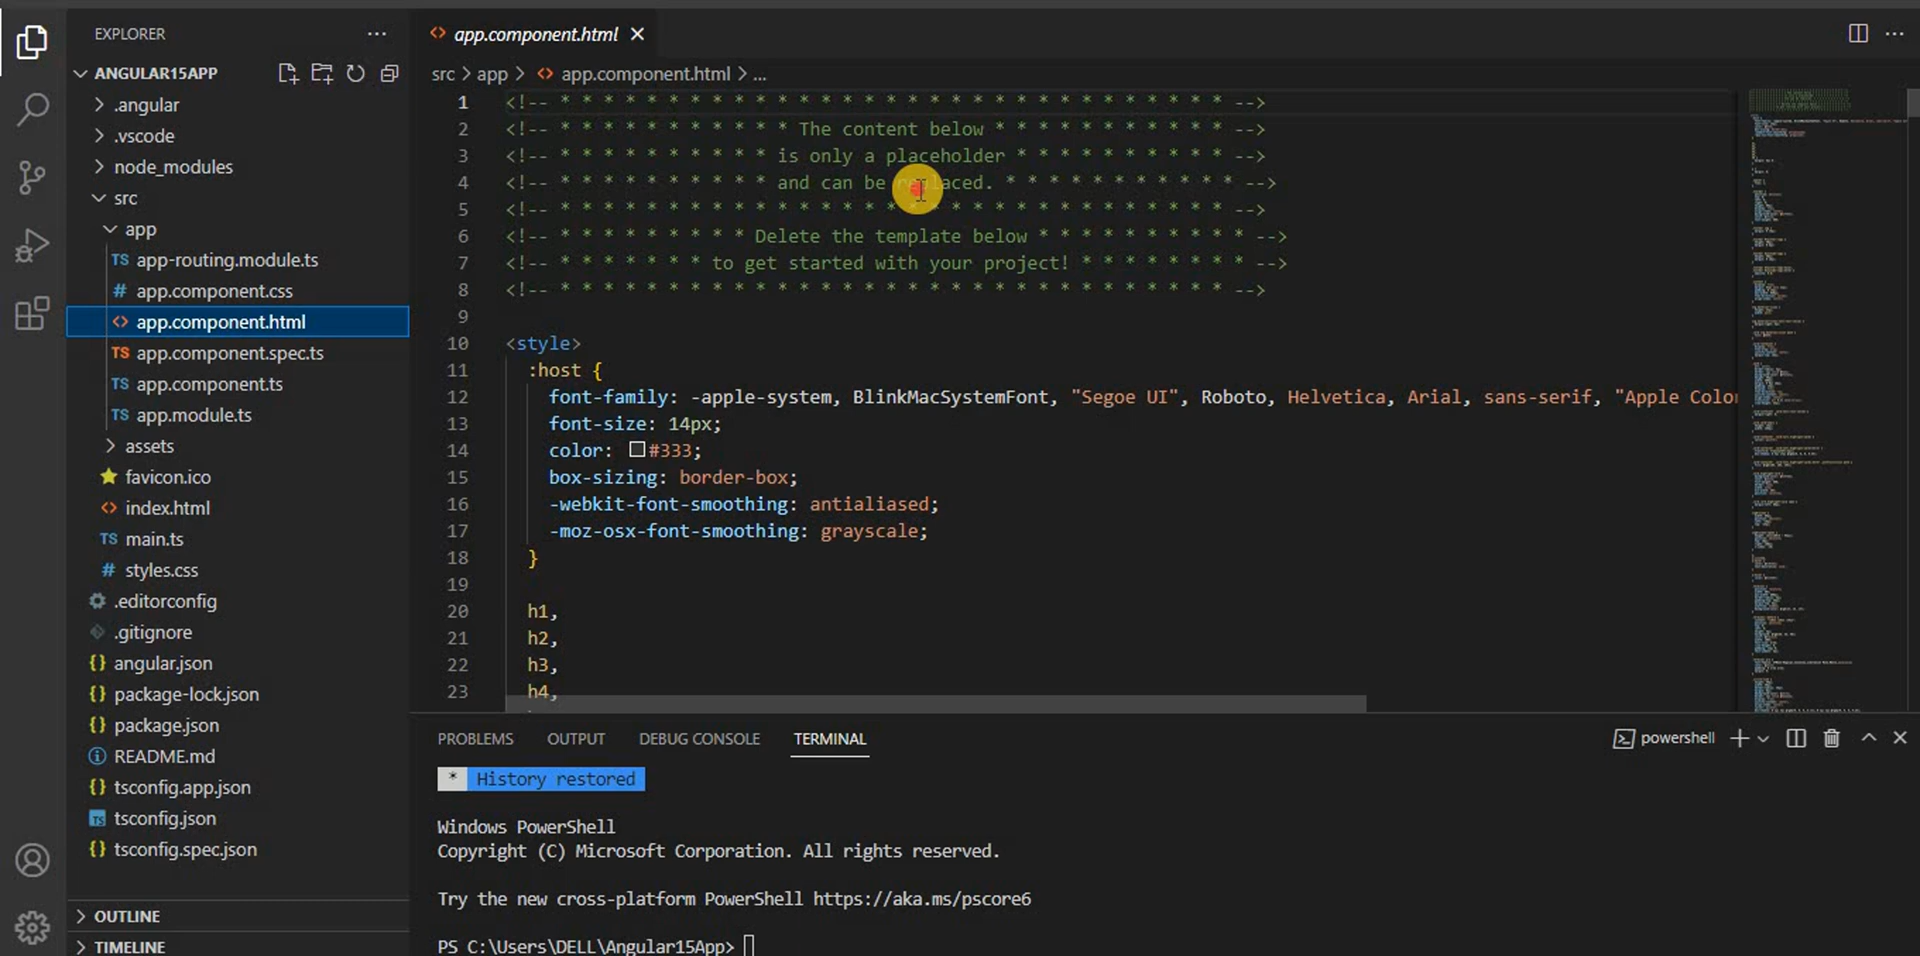 EXPLORER
ANGULAR15APP
.angular
.vscode
node_modules
src
app
TS app-routing.module.ts
# app.component.css
<> app.component.html
TS app.component.spec.ts
TS app.component.ts
TS app.module.ts
assets
favicon.ico
<> index.html
TS main.ts
# styles.css
.editorconfig
.gitignore
{} angular.json
{} package-lock.json
{} package.json
README.md
{} tsconfig.app.json
TS tsconfig.json
{} tsconfig.spec.json
OUTLINE
TIMELINE
<> app.component.html
src > app > <> app.component.html > ...
1 <!-- * * * * * * * * * * * * * * * * * * * * * * * * * * * * * * * -->
2 <!-- * * * * * * * * * * * The content below * * * * * * * * * * * -->
3 <!-- * * * * * * * * * * is only a placeholder * * * * * * * * * * -->
4 <!-- * * * * * * * * * * and can be replaced. * * * * * * * * * * * -->
5 <!-- * * * * * * * * * * * * * * * * * * * * * * * * * * * * * * * -->
6 <!-- * * * * * * * * * Delete the template below * * * * * * * * * * -->
7 <!-- * * * * * * * to get started with your project! * * * * * * * * -->
8 <!-- * * * * * * * * * * * * * * * * * * * * * * * * * * * * * * * -->
9
10 <style>
11 :host {
12 font-family: -apple-system, BlinkMacSystemFont, "Segoe UI", Roboto, Helvetica, Arial, sans-serif, "Apple Color
13 font-size: 14px;
14 color: #333;
15 box-sizing: border-box;
16 -webkit-font-smoothing: antialiased;
17 -moz-osx-font-smoothing: grayscale;
18 }
19
20 h1,
21 h2,
22 h3,
23 h4,
PROBLEMS OUTPUT DEBUG CONSOLE TERMINAL powershell
* History restored
Windows PowerShell
Copyright (C) Microsoft Corporation. All rights reserved.
Try the new cross-platform PowerShell https://aka.ms/pscore6
PS C:\Users\DELL\Angular15App>